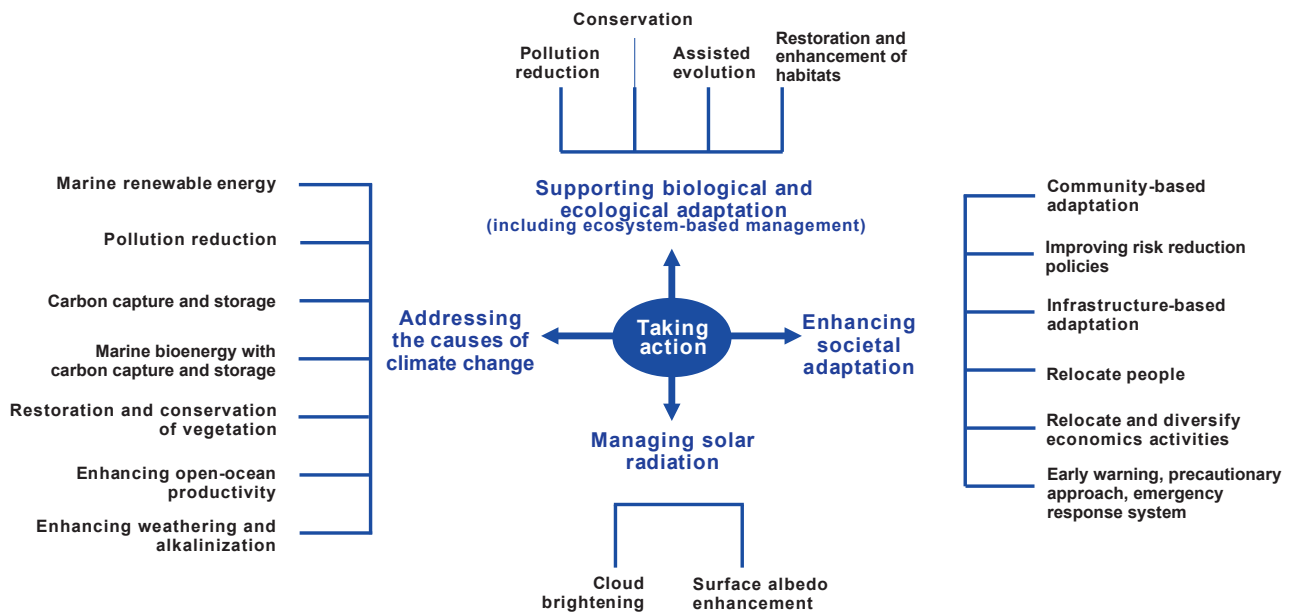 Conservation
Pollution
reduction
Assisted
evolution
Restoration and
enhancement of
habitats
Supporting biological and
ecological adaptation
(including ecosystem-based management)
Marine renewable energy
Pollution reduction
Carbon capture and storage
Marine bioenergy with
carbon capture and storage
Restoration and conservation
of vegetation
Enhancing open-ocean
productivity
Enhancing weathering and
alkalinization
Addressing
the causes of
climate change
Taking
action
Enhancing
societal
adaptation
Community-based
adaptation
Improving risk reduction
policies
Infrastructure-based
adaptation
Relocate people
Relocate and diversify
economics activities
Early warning, precautionary
approach, emergency
response system
Managing solar
radiation
Cloud
brightening
Surface albedo
enhancement